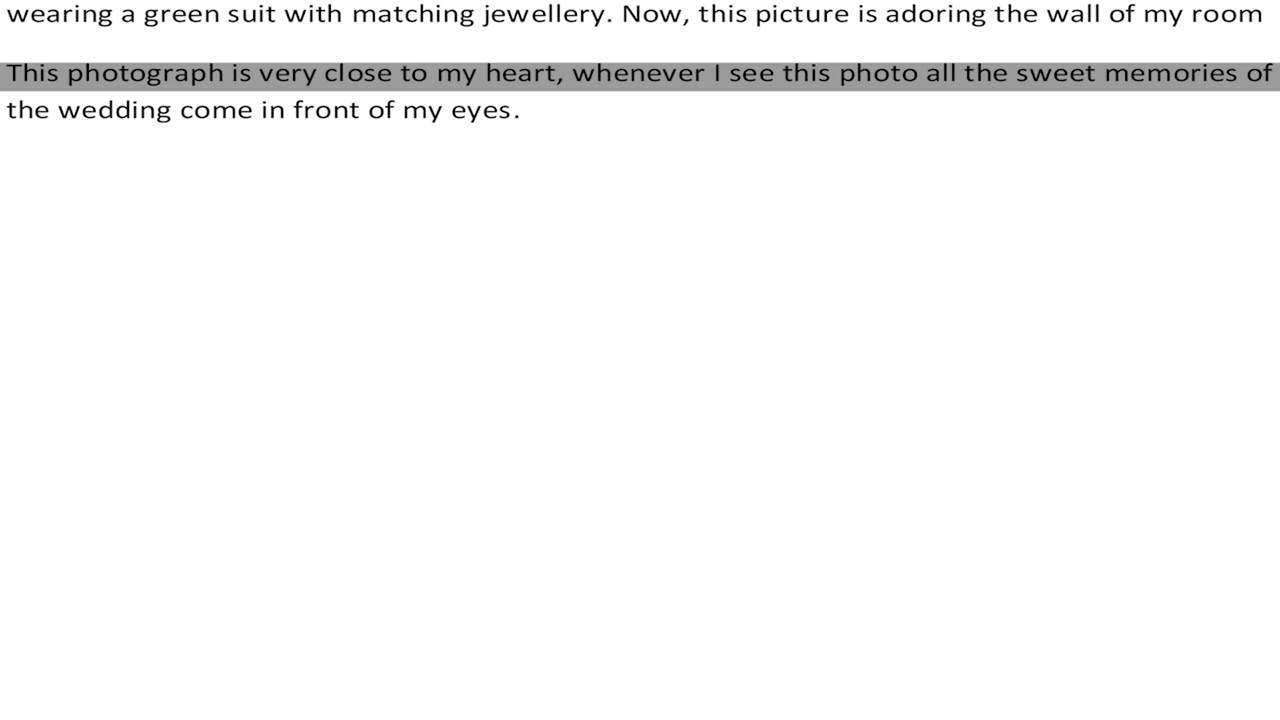 wearing a green suit with matching jewellery. Now, this picture is adoring the wall of my room
This photograph is very close to my heart, whenever I see this photo all the sweet memories of
the wedding come in front of my eyes.